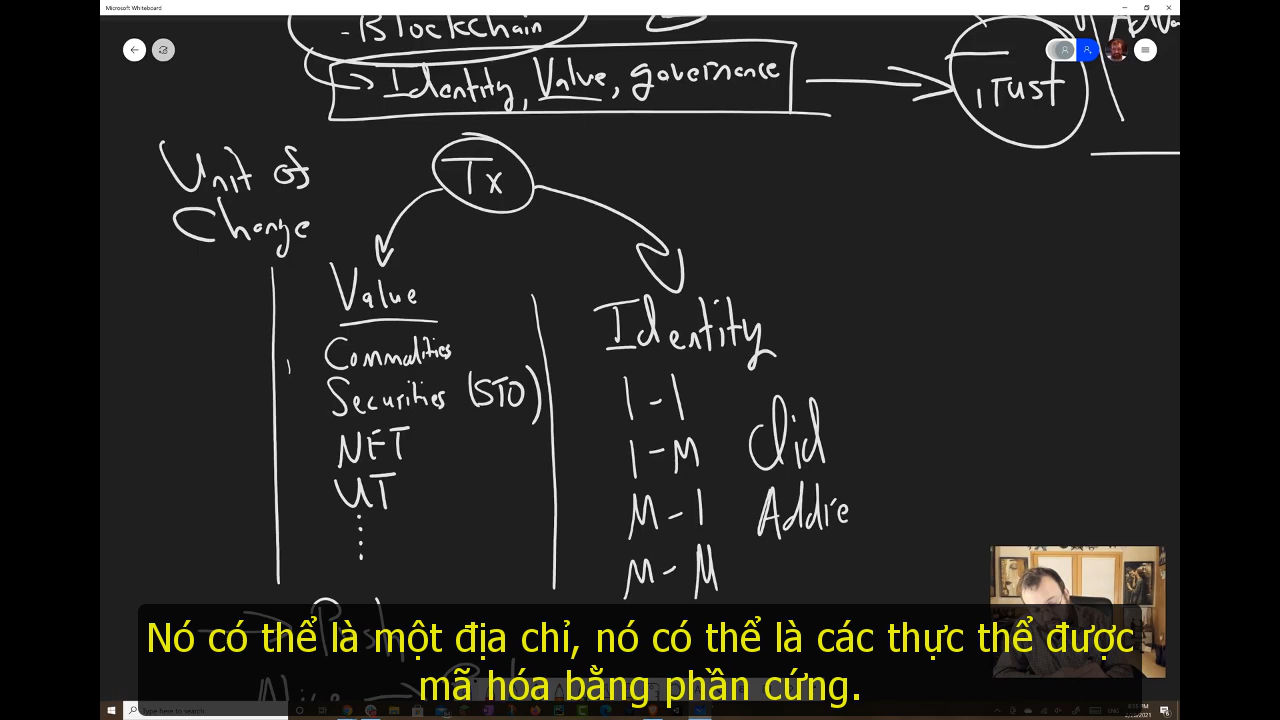 Microsoft Whiteboard
- BlockChain
Identity, Value, governance
Trust
Unit of
Change
Tx
Value
Commodities
Securities (STO)
NFT
UT
Identity
1-1
1-M
M-1
M-M
did
Addre
Push
Nó có thể là một địa chỉ, nó có thể là các thực thể được
mã hóa bằng phần cứng.
Type here to search